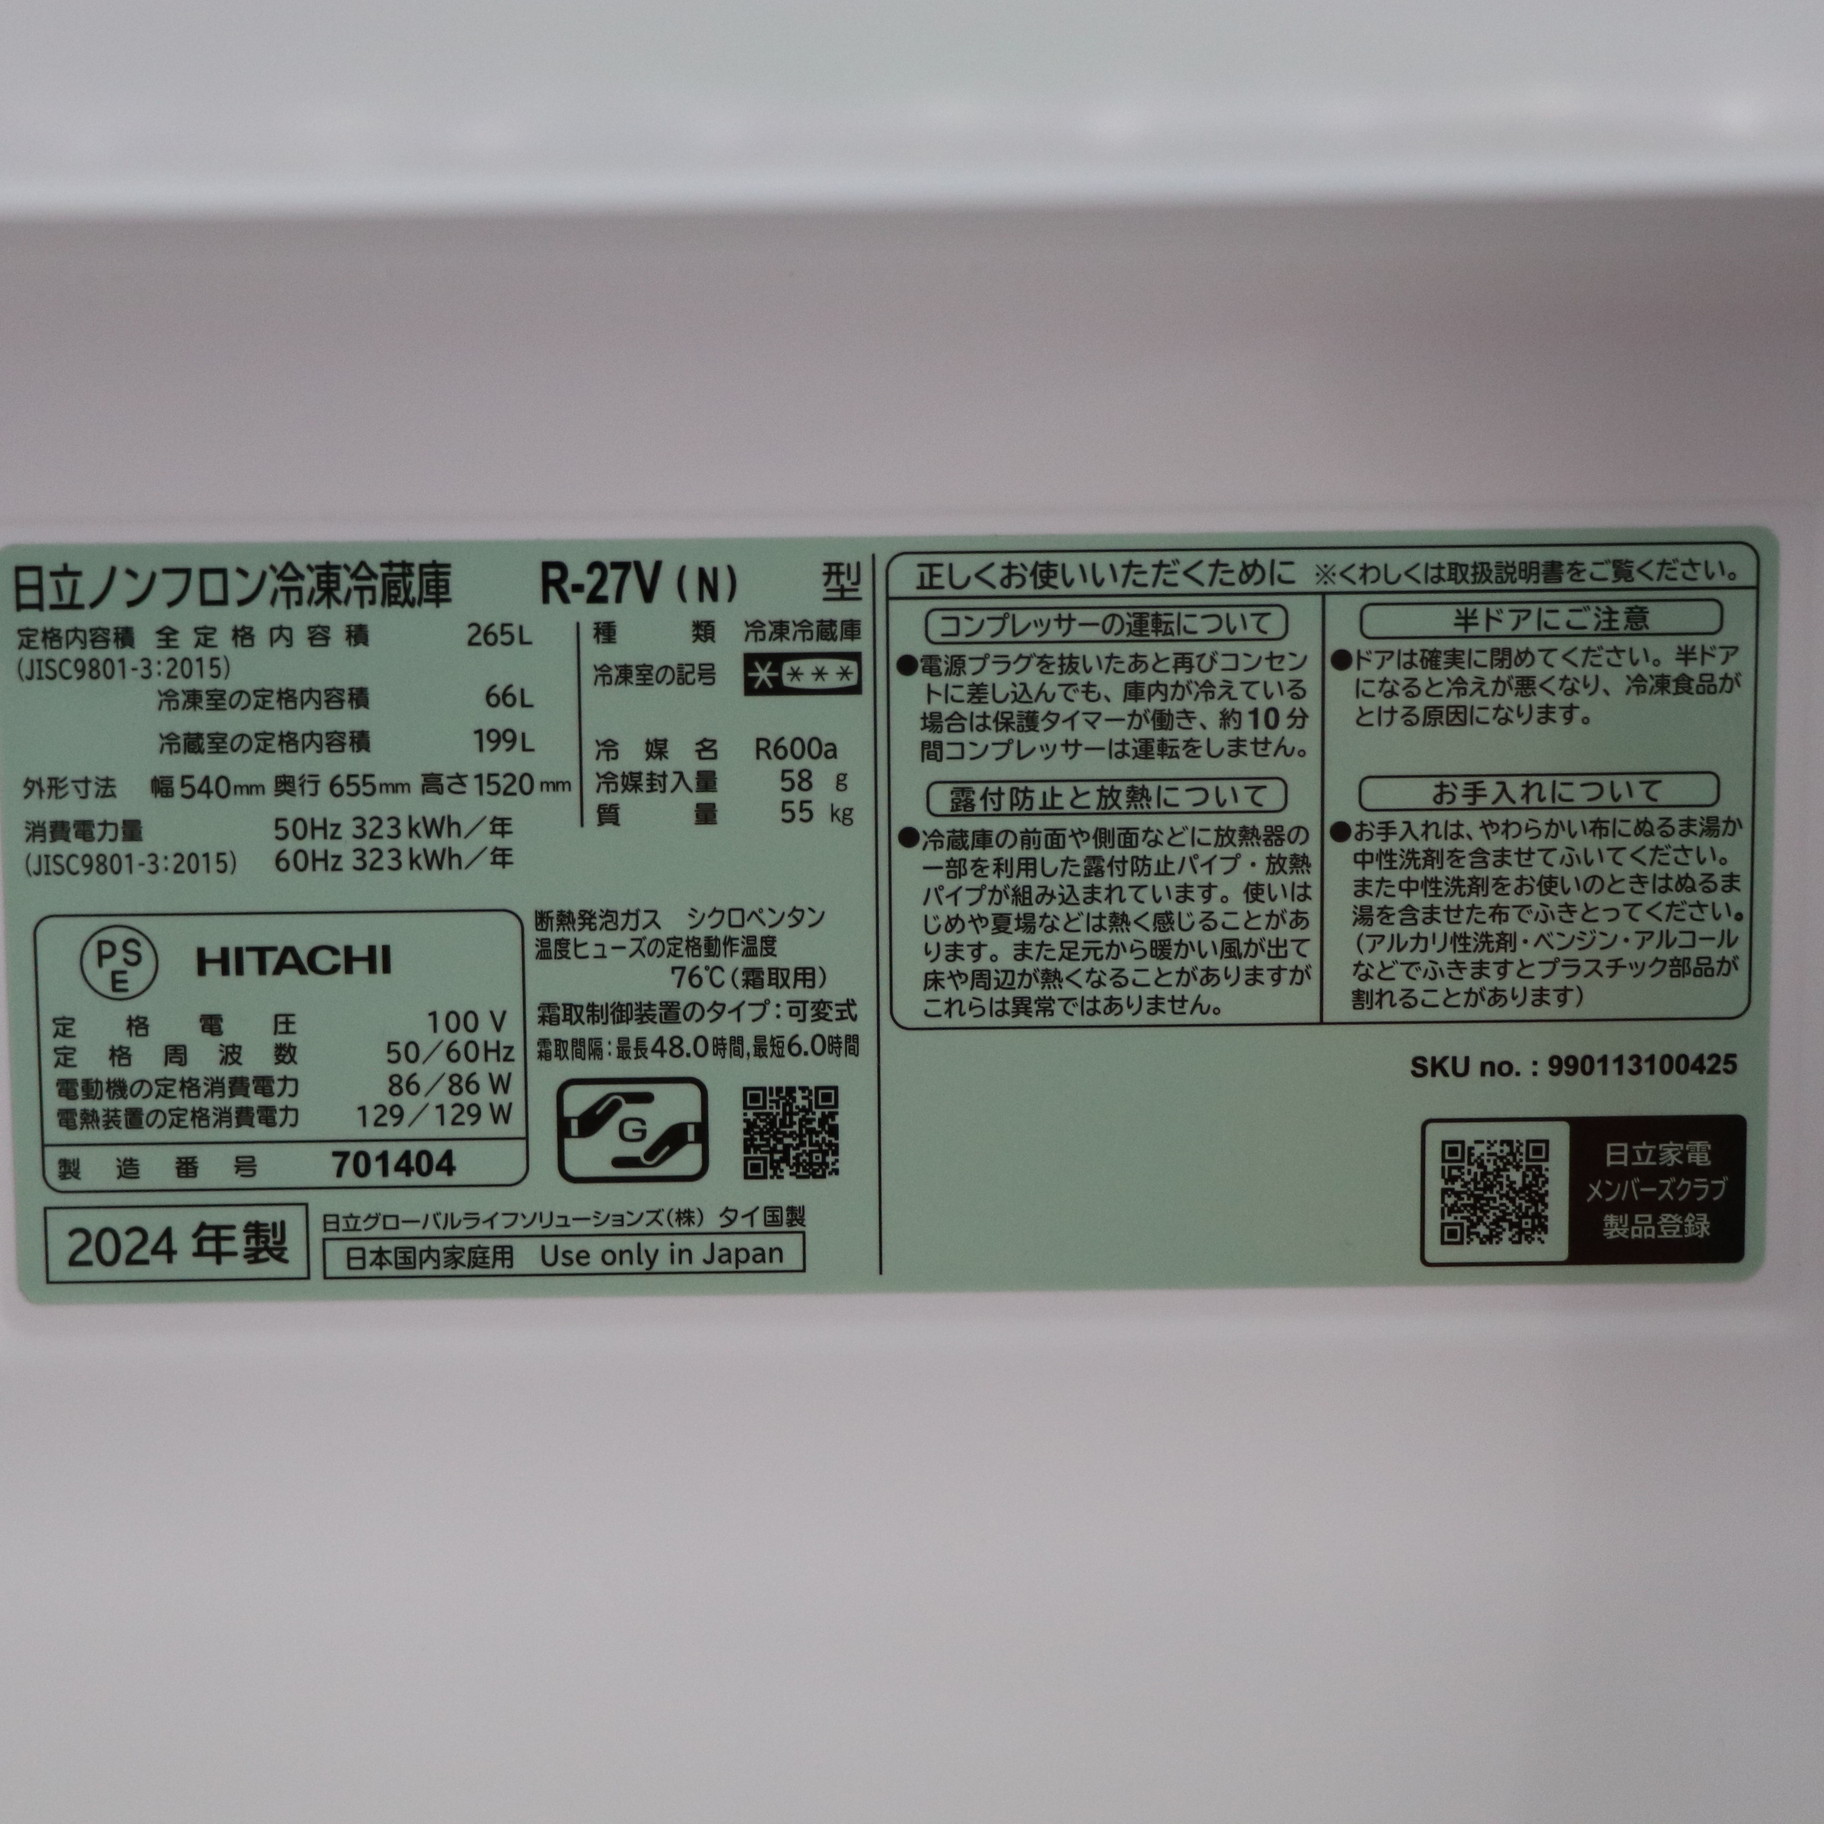 日立ノンフロン冷凍冷蔵庫 R-27V(N) 型
定格内容積 全定格内容積 265L
(JISC9801-3:2015)
冷凍室の定格内容積 66L
冷蔵室の定格内容積 199L
外形寸法 幅540mm 奥行655mm 高さ1520mm
消費電力量 50Hz 323kWh/年
(JISC9801-3:2015) 60Hz 323kWh/年
種類 冷凍冷蔵庫
冷凍室の記号 ****
冷媒名 R600a
冷媒封入量 58 g
質量 55 kg
PS
E
HITACHI
定格電圧 100V
定格周波数 50/60Hz
電動機の定格消費電力 86/86W
電熱装置の定格消費電力 129/129W
製造番号 701404
断熱発泡ガス シクロペンタン
温度ヒューズの定格動作温度
76℃(霜取用)
霜取制御装置のタイプ:可変式
霜取間隔:最長48.0時間,最短6.0時間
G
2024年製
日立グローバルライフソリューションズ(株) タイ国製
日本国内家庭用 Use only in Japan
正しくお使いいただくために ※くわしくは取扱説明書をご覧ください。
コンプレッサーの運転について
●電源プラグを抜いたあと再びコンセン
トに差し込んでも、庫内が冷えている
場合は保護タイマーが働き、約10分
間コンプレッサーは運転をしません。
露付防止と放熱について
●冷蔵庫の前面や側面などに放熱器の
一部を利用した露付防止パイプ・放熱
パイプが組み込まれています。使いは
じめや夏場などは熱く感じることがあ
ります。また足元から暖かい風が出て
床や周辺が熱くなることがありますが
これらは異常ではありません。
半ドアにご注意
●ドアは確実に閉めてください。半ドア
になると冷えが悪くなり、冷凍食品が
とける原因になります。
お手入れについて
●お手入れは、やわらかい布にぬるま湯か
中性洗剤を含ませてふいてください。
また中性洗剤をお使いのときはぬるま
湯を含ませた布でふきとってください。
(アルカリ性洗剤・ベンジン・アルコール
などでふきますとプラスチック部品が
割れることがあります)
SKU no. : 990113100425
日立家電
メンバーズクラブ
製品登録